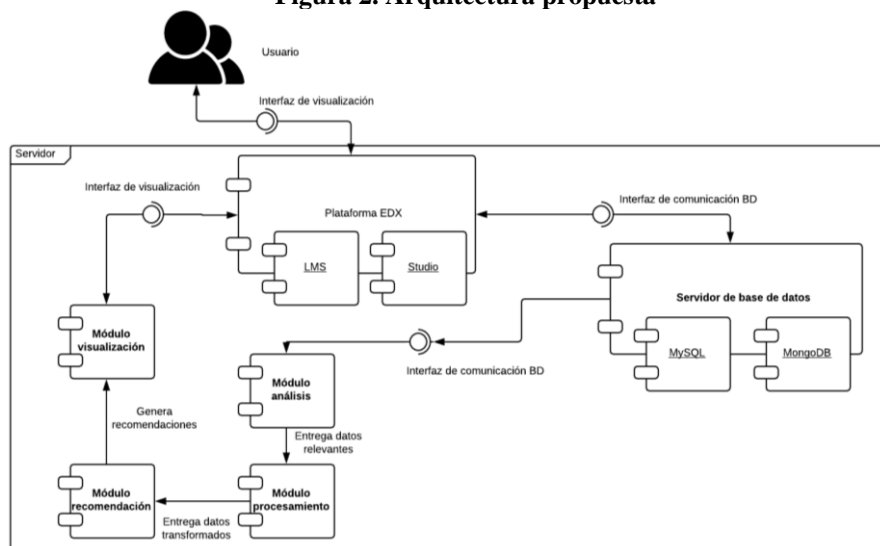 Figura 2. Arquitectura propuesta
Usuario
Interfaz de visualización
Servidor
Interfaz de visualización
Plataforma EDX
LMS
Studio
Interfaz de comunicación BD
Servidor de base de datos
MySQL
MongoDB
Módulo
visualización
Módulo
análisis
Interfaz de comunicación BD
Genera
recomendaciones
Entrega datos
relevantes
Módulo
recomendación
Entrega datos
transformados
Módulo
procesamiento